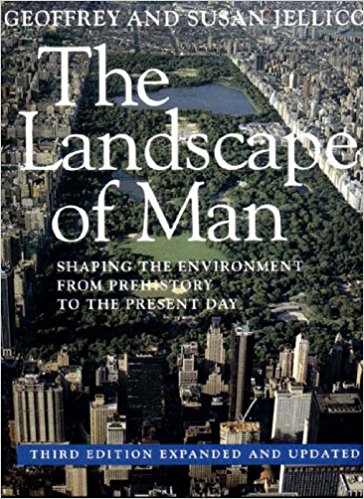 GEOFFREY AND SUSAN JELLICO
The
Landscape
of Man
SHAPING THE ENVIRONMENT
FROM PREHISTORY
TO THE PRESENT DAY
THIRD EDITION EXPANDED AND UPDATED